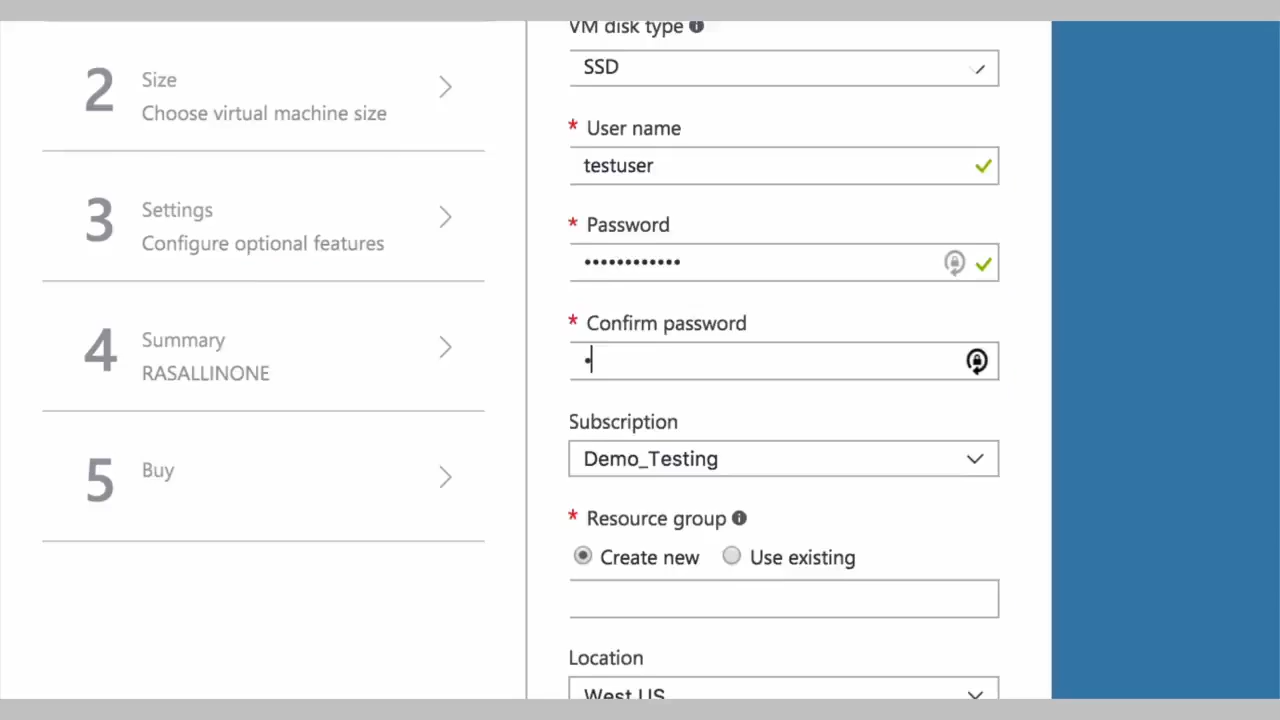 2
Size
Choose virtual machine size
3
Settings
Configure optional features
4
Summary
RASALLINONE
5
Buy
VM disk type
SSD
* User name
testuser
* Password
••••••••••••
* Confirm password
•
Subscription
Demo_Testing
* Resource group
Create new Use existing
Location
West US